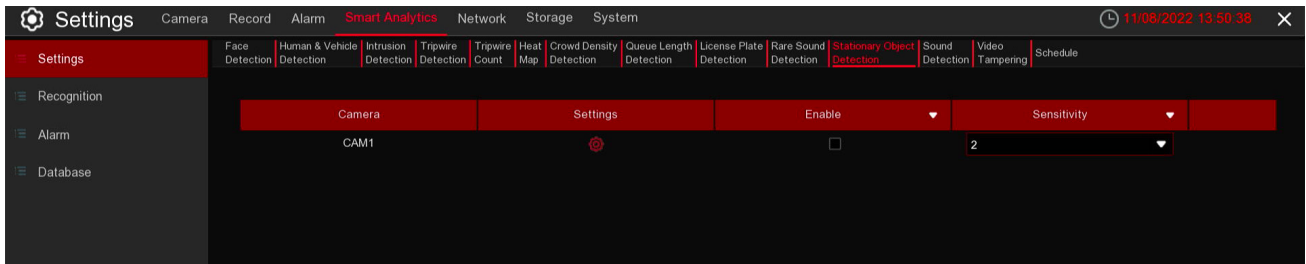 Settings Camera Record Alarm Smart Analytics Network Storage System 11/08/2022 13:50:38
Settings
Recognition
Alarm
Database
Face Detection
Human & Vehicle Detection
Intrusion Detection
Tripwire Detection
Tripwire Count
Heat Map
Crowd Density Detection
Queue Length Detection
License Plate Detection
Rare Sound Detection
Stationary Object Detection
Sound Detection
Video Tampering
Schedule
Camera Settings Enable Sensitivity
CAM1 2